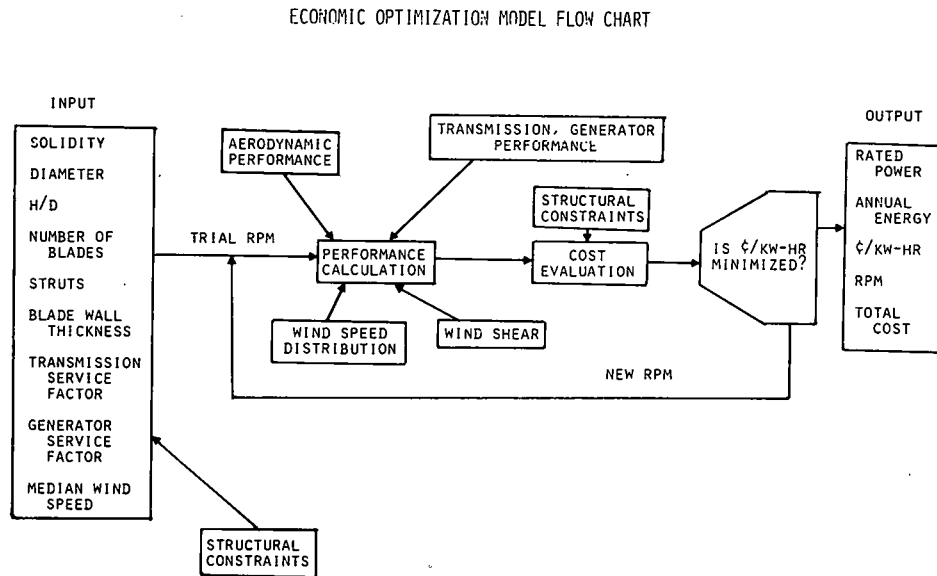 ECONOMIC OPTIMIZATION MODEL FLOW CHART
INPUT
SOLIDITY
DIAMETER
H/D
NUMBER OF
BLADES
STRUTS
BLADE WALL
THICKNESS
TRANSMISSION
SERVICE
FACTOR
GENERATOR
SERVICE
FACTOR
MEDIAN WIND
SPEED
STRUCTURAL
CONSTRAINTS
TRIAL RPM
AERODYNAMIC
PERFORMANCE
TRANSMISSION, GENERATOR
PERFORMANCE
PERFORMANCE
CALCULATION
WIND SPEED
DISTRIBUTION
WIND SHEAR
STRUCTURAL
CONSTRAINTS
COST
EVALUATION
IS ¢/KW-HR
MINIMIZED?
NEW RPM
OUTPUT
RATED
POWER
ANNUAL
ENERGY
¢/KW-HR
RPM
TOTAL
COST